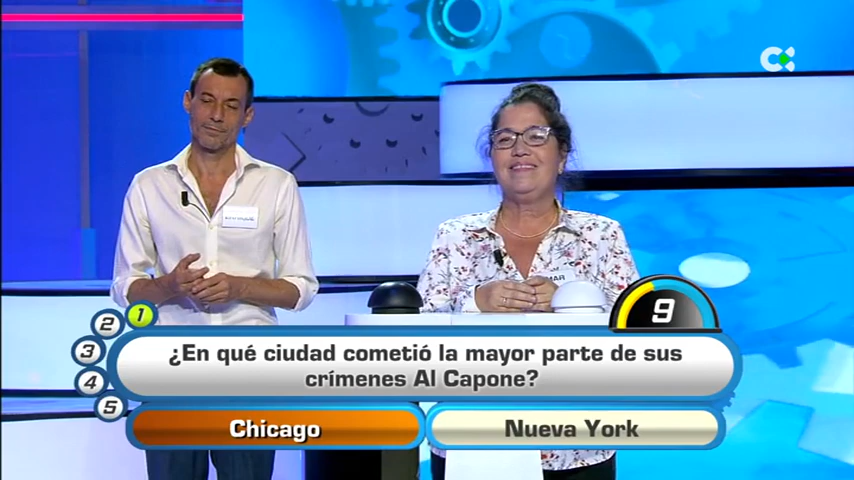 9
1
2
3
4
5
¿En qué ciudad cometió la mayor parte de sus
crímenes Al Capone?
Chicago
Nueva York